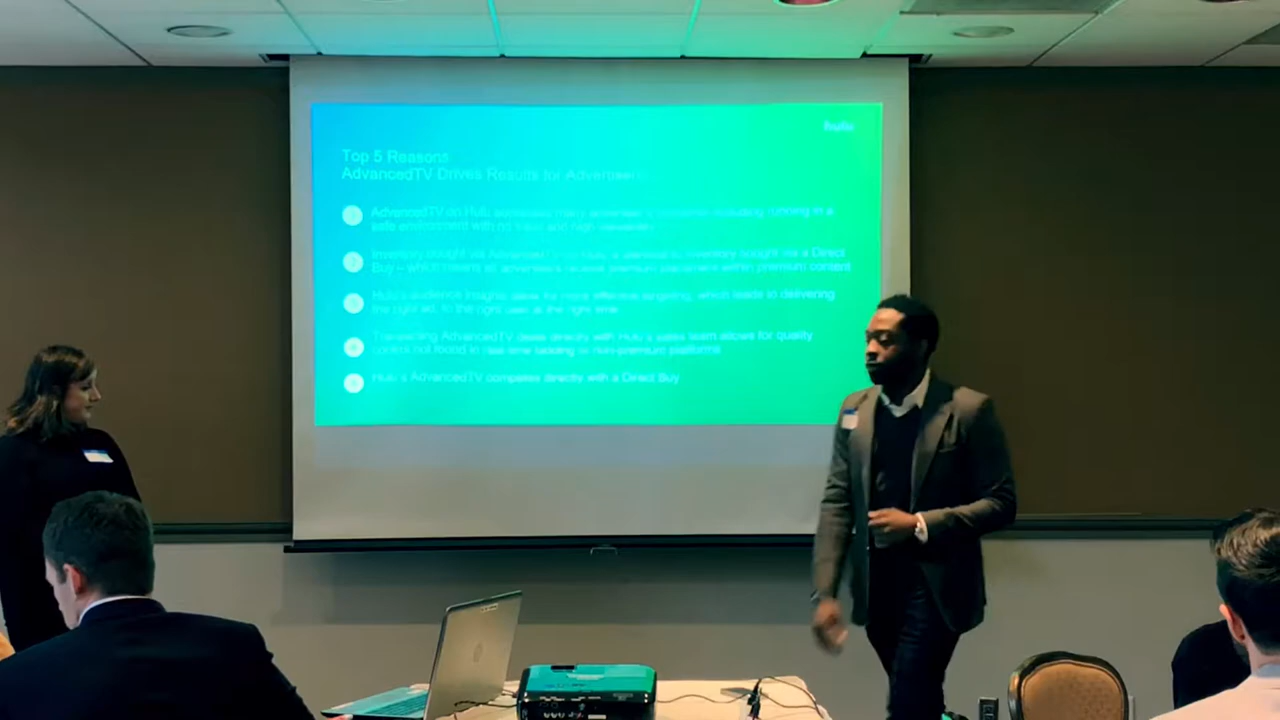 hulu
Top 5 Reasons
AdvancedTV Drives Results for Advertisers
AdvancedTV on Hulu addresses many advertiser's concerns including running in a
safe environment with no fraud and high viewability
Inventory bought via AdvancedTV on Hulu is identical to inventory bought via a Direct
Buy – which means all advertisers receive premium placement within premium content
Hulu's audience insights allow for more effective targeting, which leads to delivering
the right ad, to the right user at the right time
Transacting AdvancedTV deals directly with Hulu's sales team allows for quality
content not found in real-time bidding or non-premium platforms
Hulu's AdvancedTV competes directly with a Direct Buy